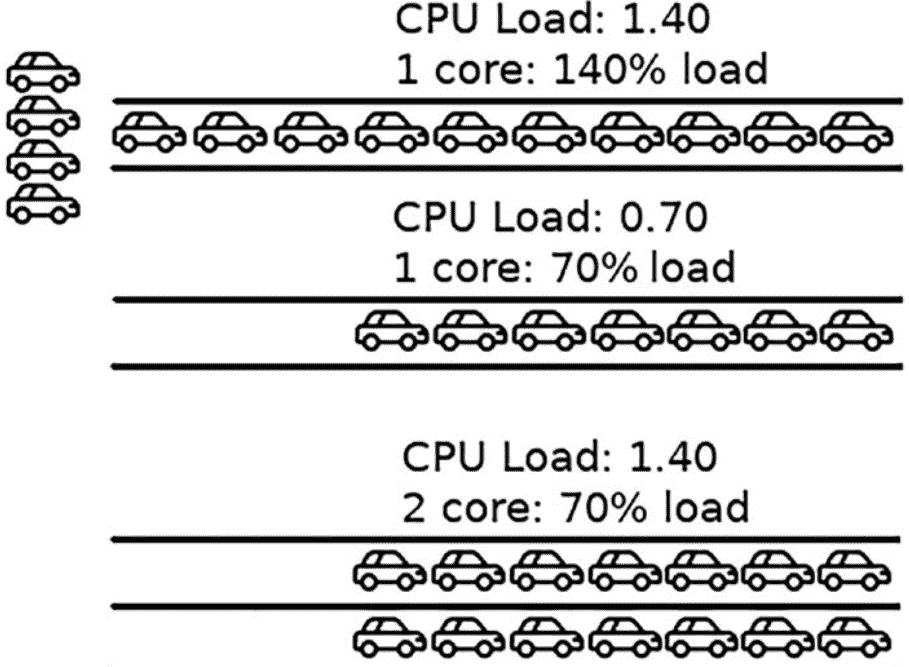 CPU Load: 1.40
1 core: 140% load
CPU Load: 0.70
1 core: 70% load
CPU Load: 1.40
2 core: 70% load